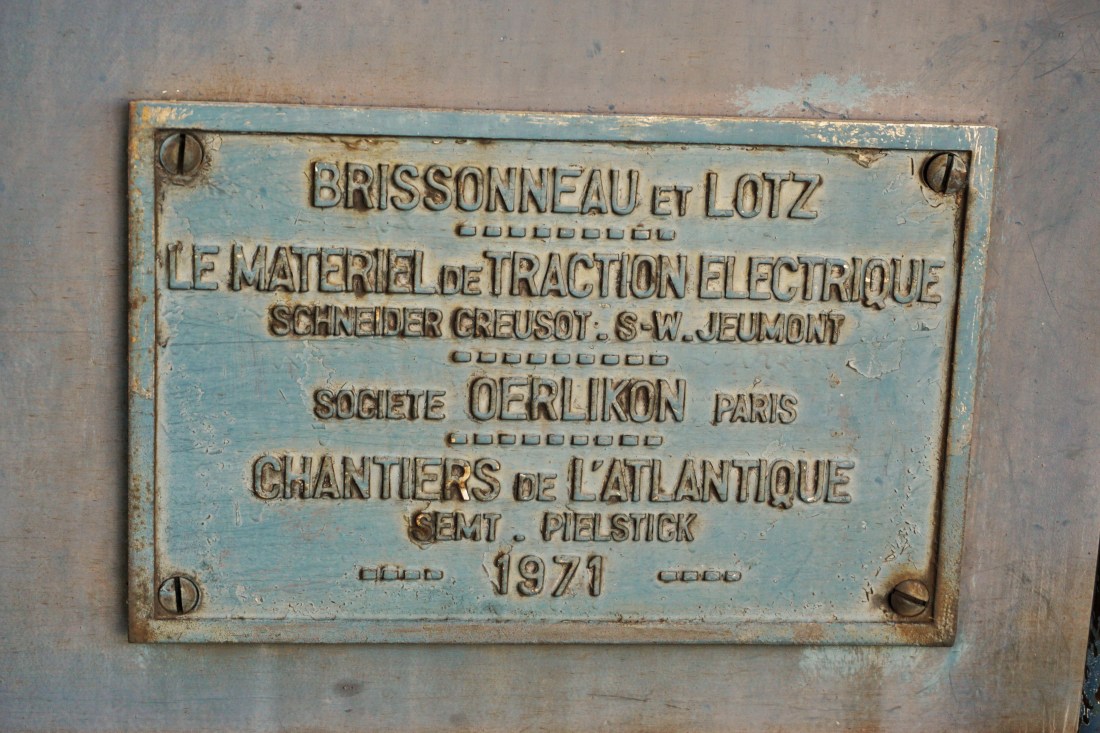 BRISSONNEAU ET LOTZ
LE MATERIEL DE TRACTION ELECTRIQUE
SCHNEIDER CREUSOT. S-W. JEUMONT
SOCIETE OERLIKON PARIS
CHANTIERS DE L'ATLANTIQUE
SEMT. PIELSTICK
1971